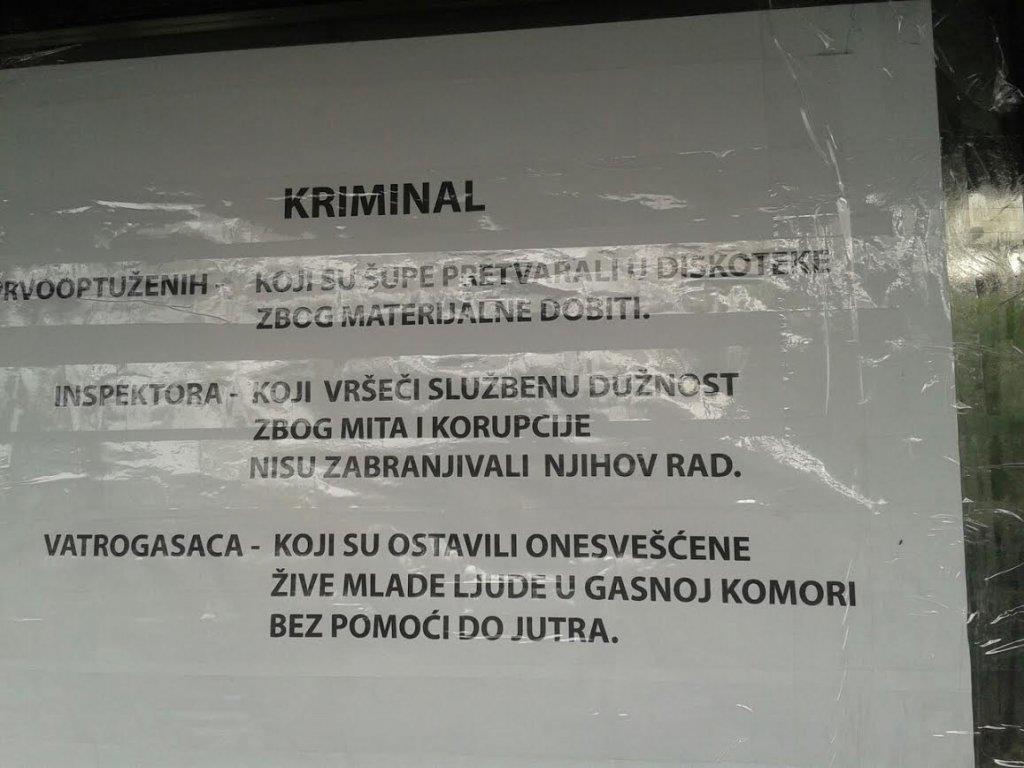 KRIMINAL
PRVOOPTUŽENIH - KOJI SU ŠUPE PRETVARALI U DISKOTEKE
ZBOG MATERIJALNE DOBITI.
INSPEKTORA - KOJI VRŠEČI SLUŽBENU DUŽNOST
ZBOG MITA I KORUPCIJE
NISU ZABRANJIVALI NJIHOV RAD.
VATROGASACA - KOJI SU OSTAVILI ONESVEŠĆENE
ŽIVE MLADE LJUDE U GASNOJ KOMORI
BEZ POMOĆI DO JUTRA.